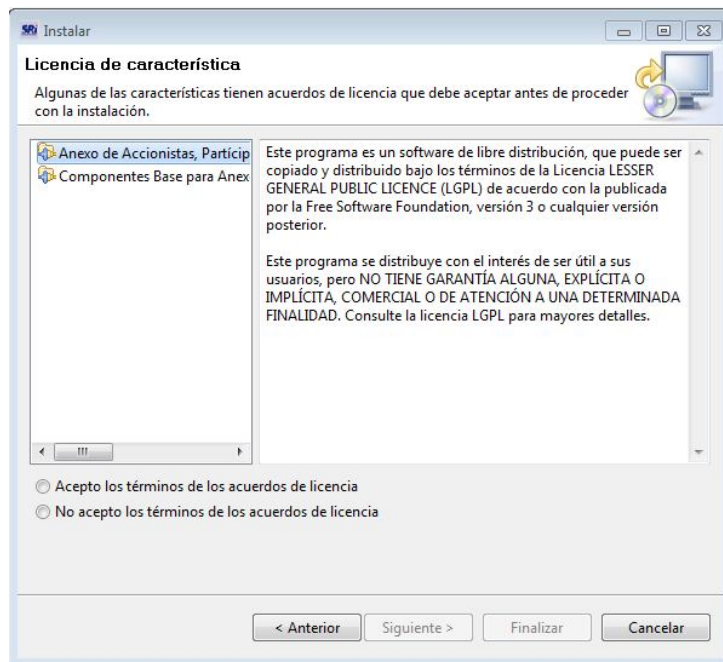 SRi Instalar
Licencia de característica
Algunas de las características tienen acuerdos de licencia que debe aceptar antes de proceder
con la instalación.
Anexo de Accionistas, Partícip
Componentes Base para Anex
Este programa es un software de libre distribución, que puede ser
copiado y distribuido bajo los términos de la Licencia LESSER
GENERAL PUBLIC LICENCE (LGPL) de acuerdo con la publicada
por la Free Software Foundation, versión 3 o cualquier versión
posterior.
Este programa se distribuye con el interés de ser útil a sus
usuarios, pero NO TIENE GARANTÍA ALGUNA, EXPLÍCITA O
IMPLÍCITA, COMERCIAL O DE ATENCIÓN A UNA DETERMINADA
FINALIDAD. Consulte la licencia LGPL para mayores detalles.
Acepto los términos de los acuerdos de licencia
No acepto los términos de los acuerdos de licencia
< Anterior
Siguiente >
Finalizar
Cancelar